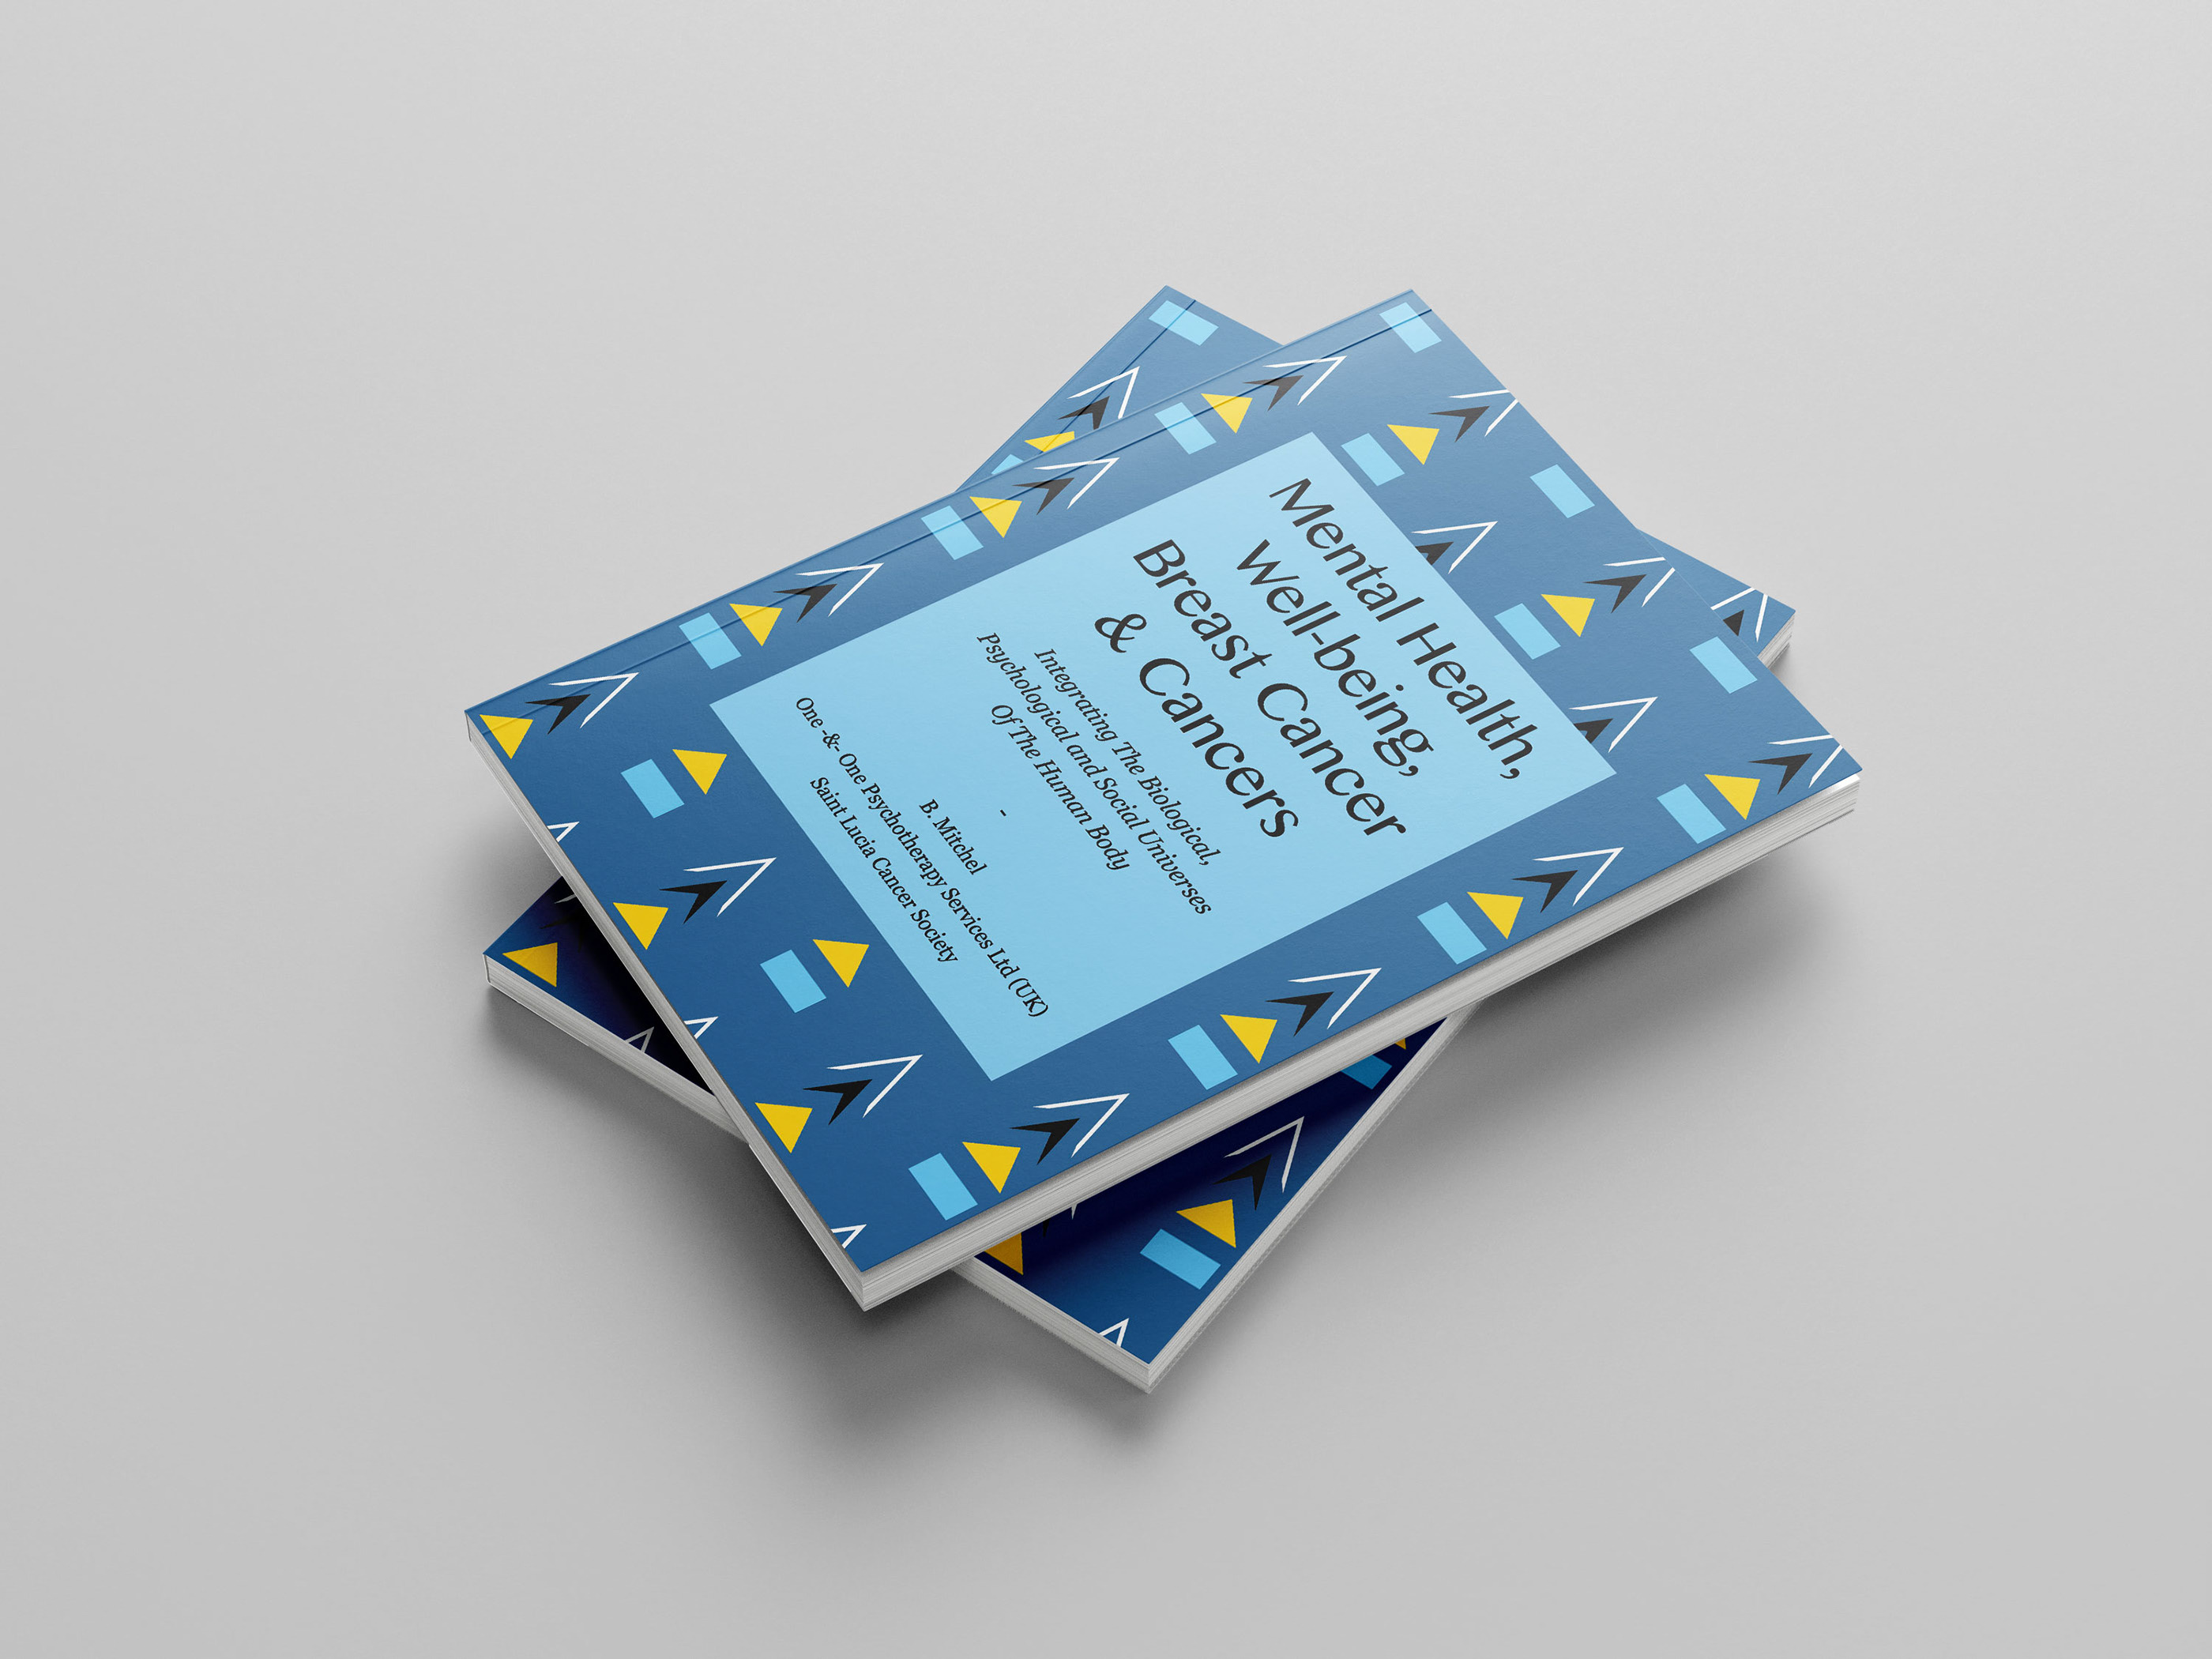 Mental Health,
Well-being,
Breast Cancer
& Cancers
Integrating The Biological,
Psychological and Social Universes
Of The Human Body
-
B. Mitchel
One -&- One Psychotherapy Services Ltd (UK)
Saint Lucia Cancer Society